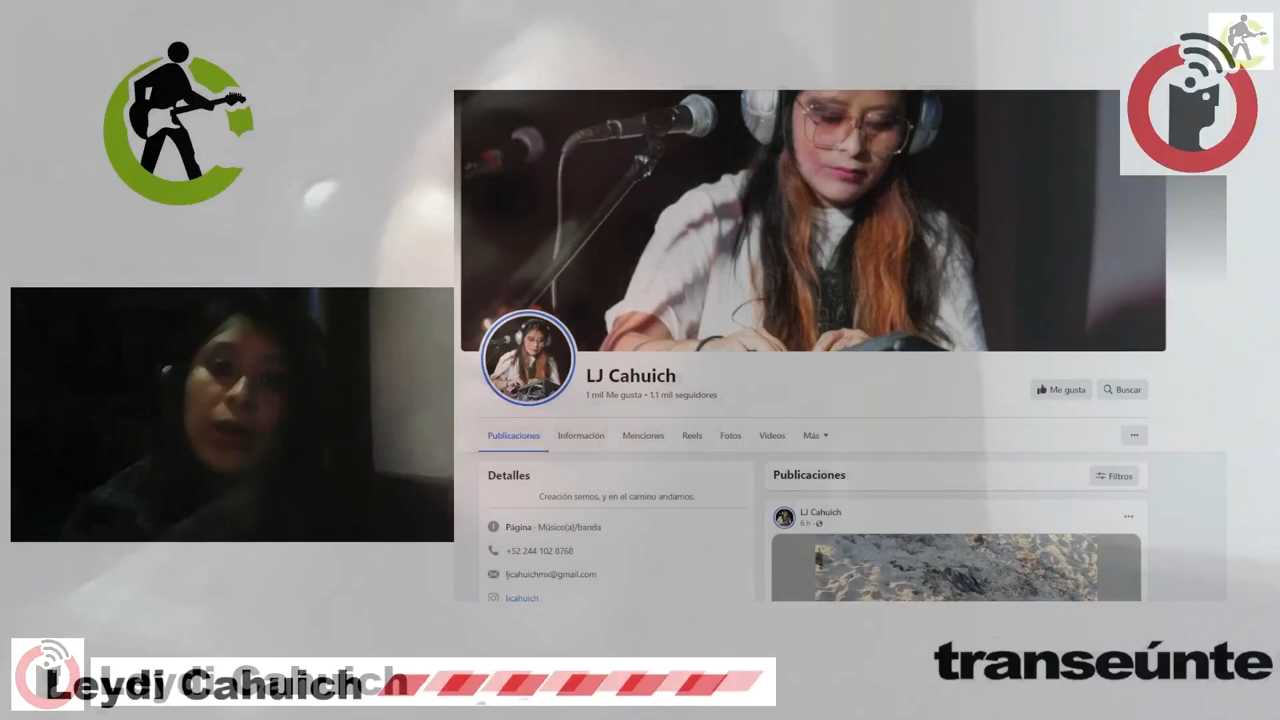 LJ Cahuich
1 mil Me gusta • 1,1 mil seguidores
Me gusta
Buscar
Publicaciones
Información
Menciones
Reels
Fotos
Videos
Más
Detalles
Creación semos, y en el camino andamos.
Página · Músico(a)/banda
+52 244 102 8768
ljcahuichmx@gmail.com
ljcahuich
Publicaciones
Filtros
LJ Cahuich
6 h
Leydi Cahuich
transeúnte